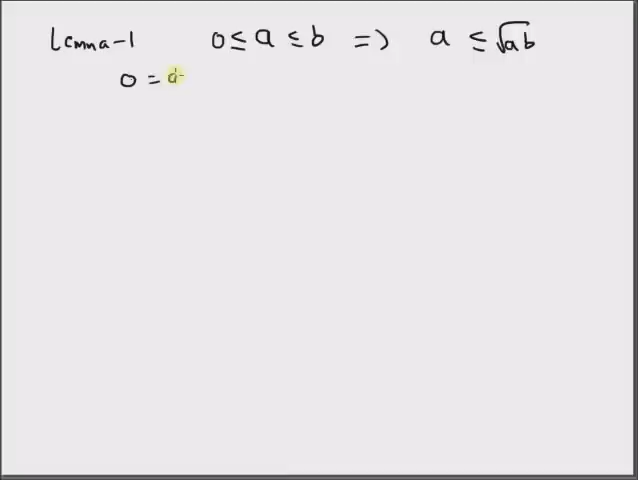 Lemma-1 0 ≤ a ≤ b ⇒ a ≤ √ab
0 = a